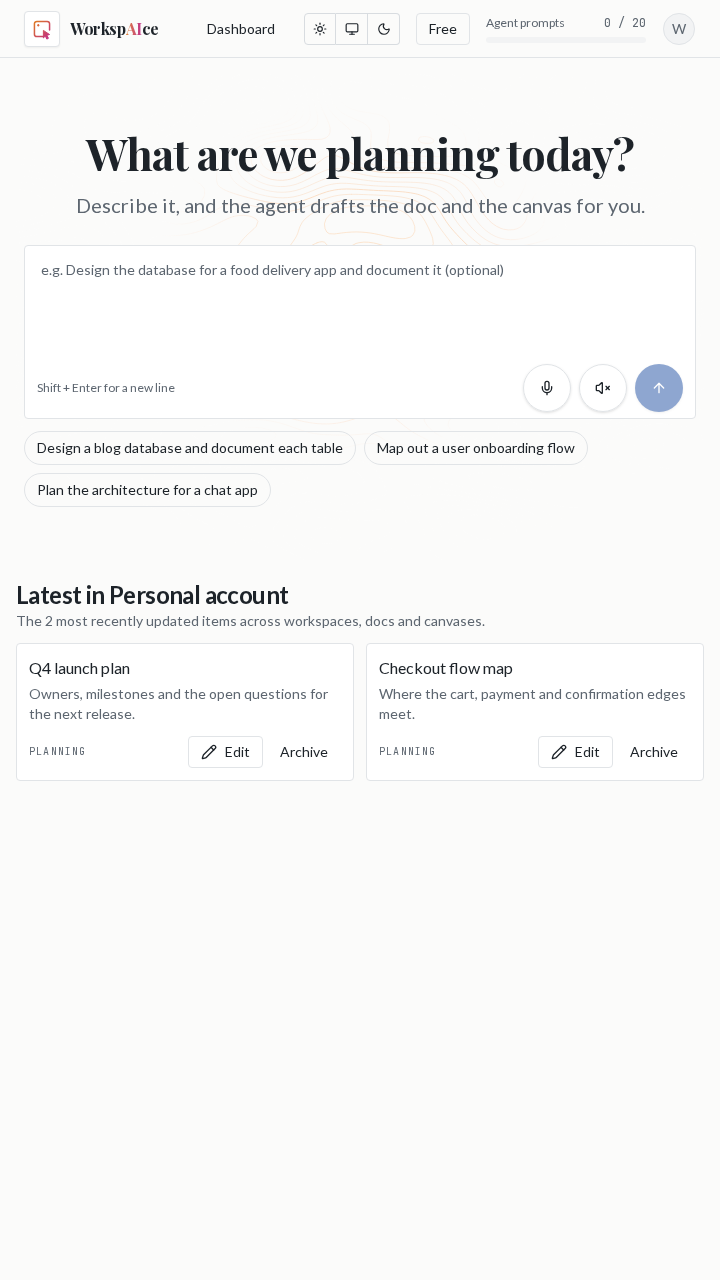 WorkspAIce
Dashboard
Free
Agent prompts 0 / 20
W
What are we planning today?
Describe it, and the agent drafts the doc and the canvas for you.
e.g. Design the database for a food delivery app and document it (optional)
Shift + Enter for a new line
Design a blog database and document each table
Map out a user onboarding flow
Plan the architecture for a chat app
Latest in Personal account
The 2 most recently updated items across workspaces, docs and canvases.
Q4 launch plan
Owners, milestones and the open questions for
the next release.
PLANNING
Edit
Archive
Checkout flow map
Where the cart, payment and confirmation edges
meet.
PLANNING
Edit
Archive